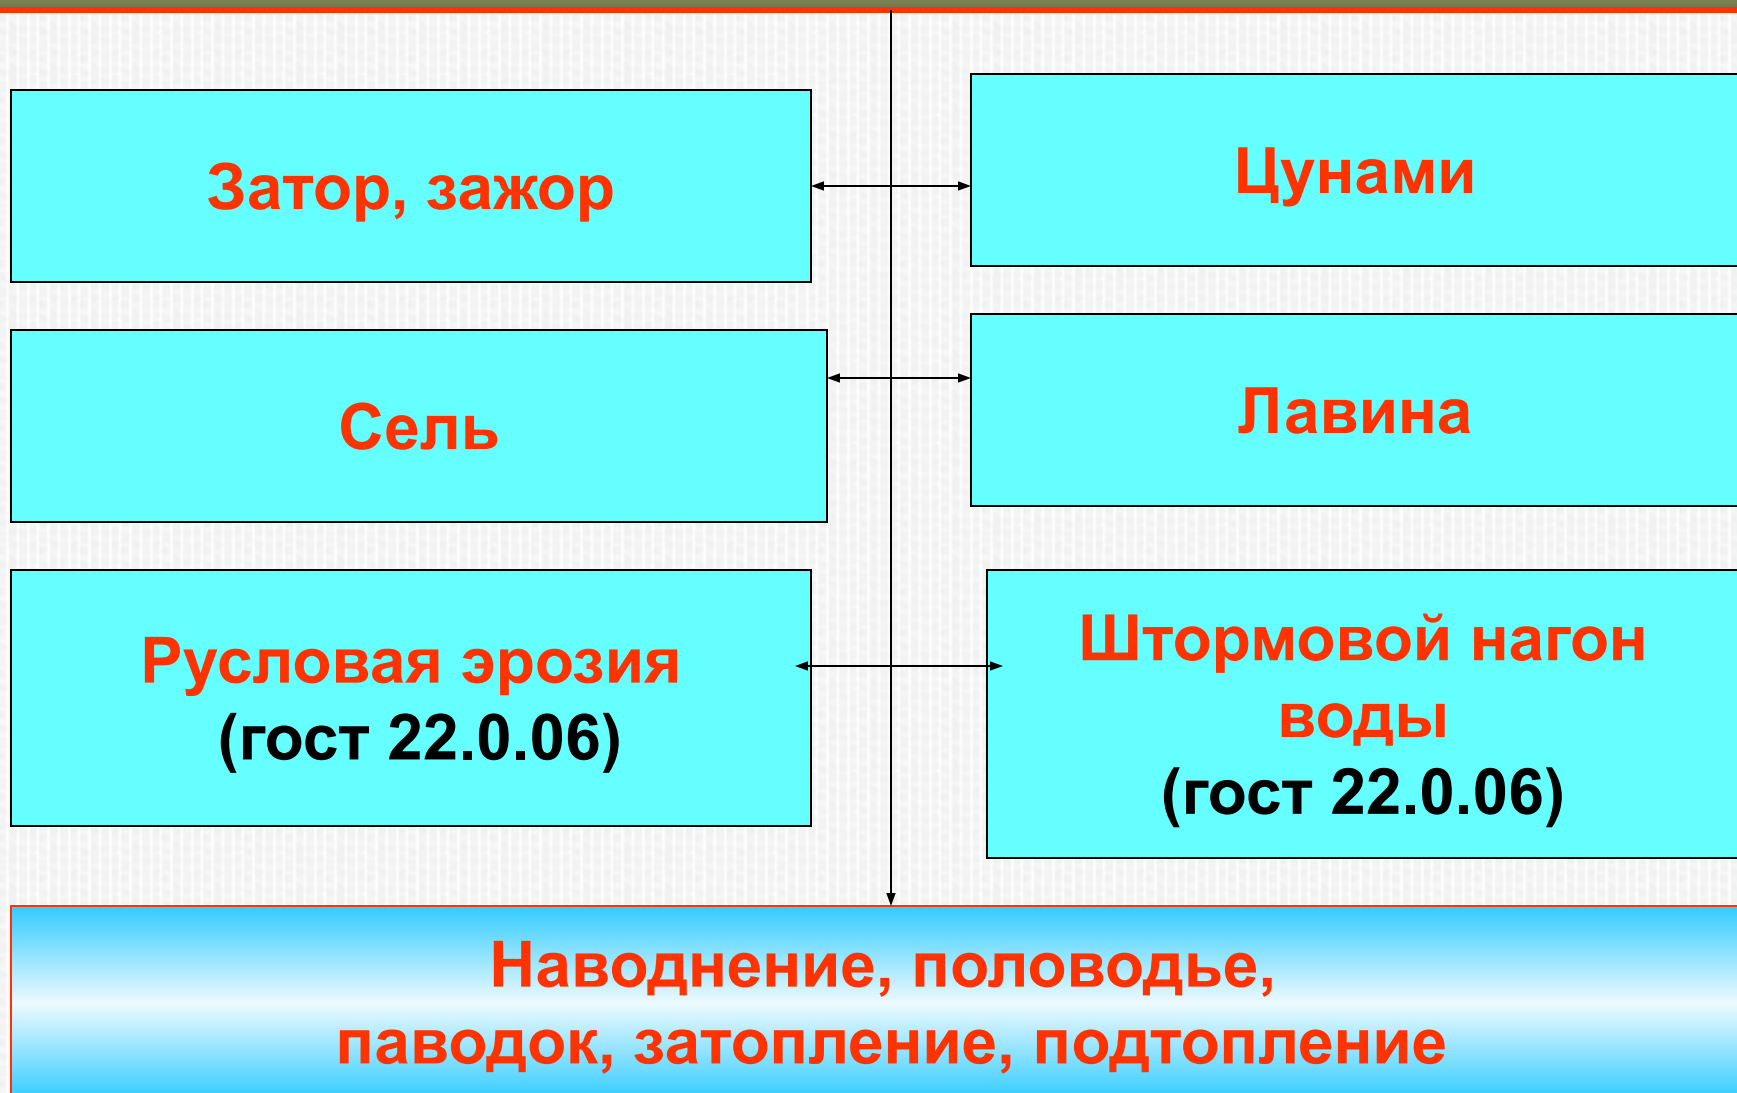 Затор, зажор
Цунами
Сель
Лавина
Русловая эрозия
(гост 22.0.06)
Штормовой нагон
воды
(гост 22.0.06)
Наводнение, половодье,
паводок, затопление, подтопление